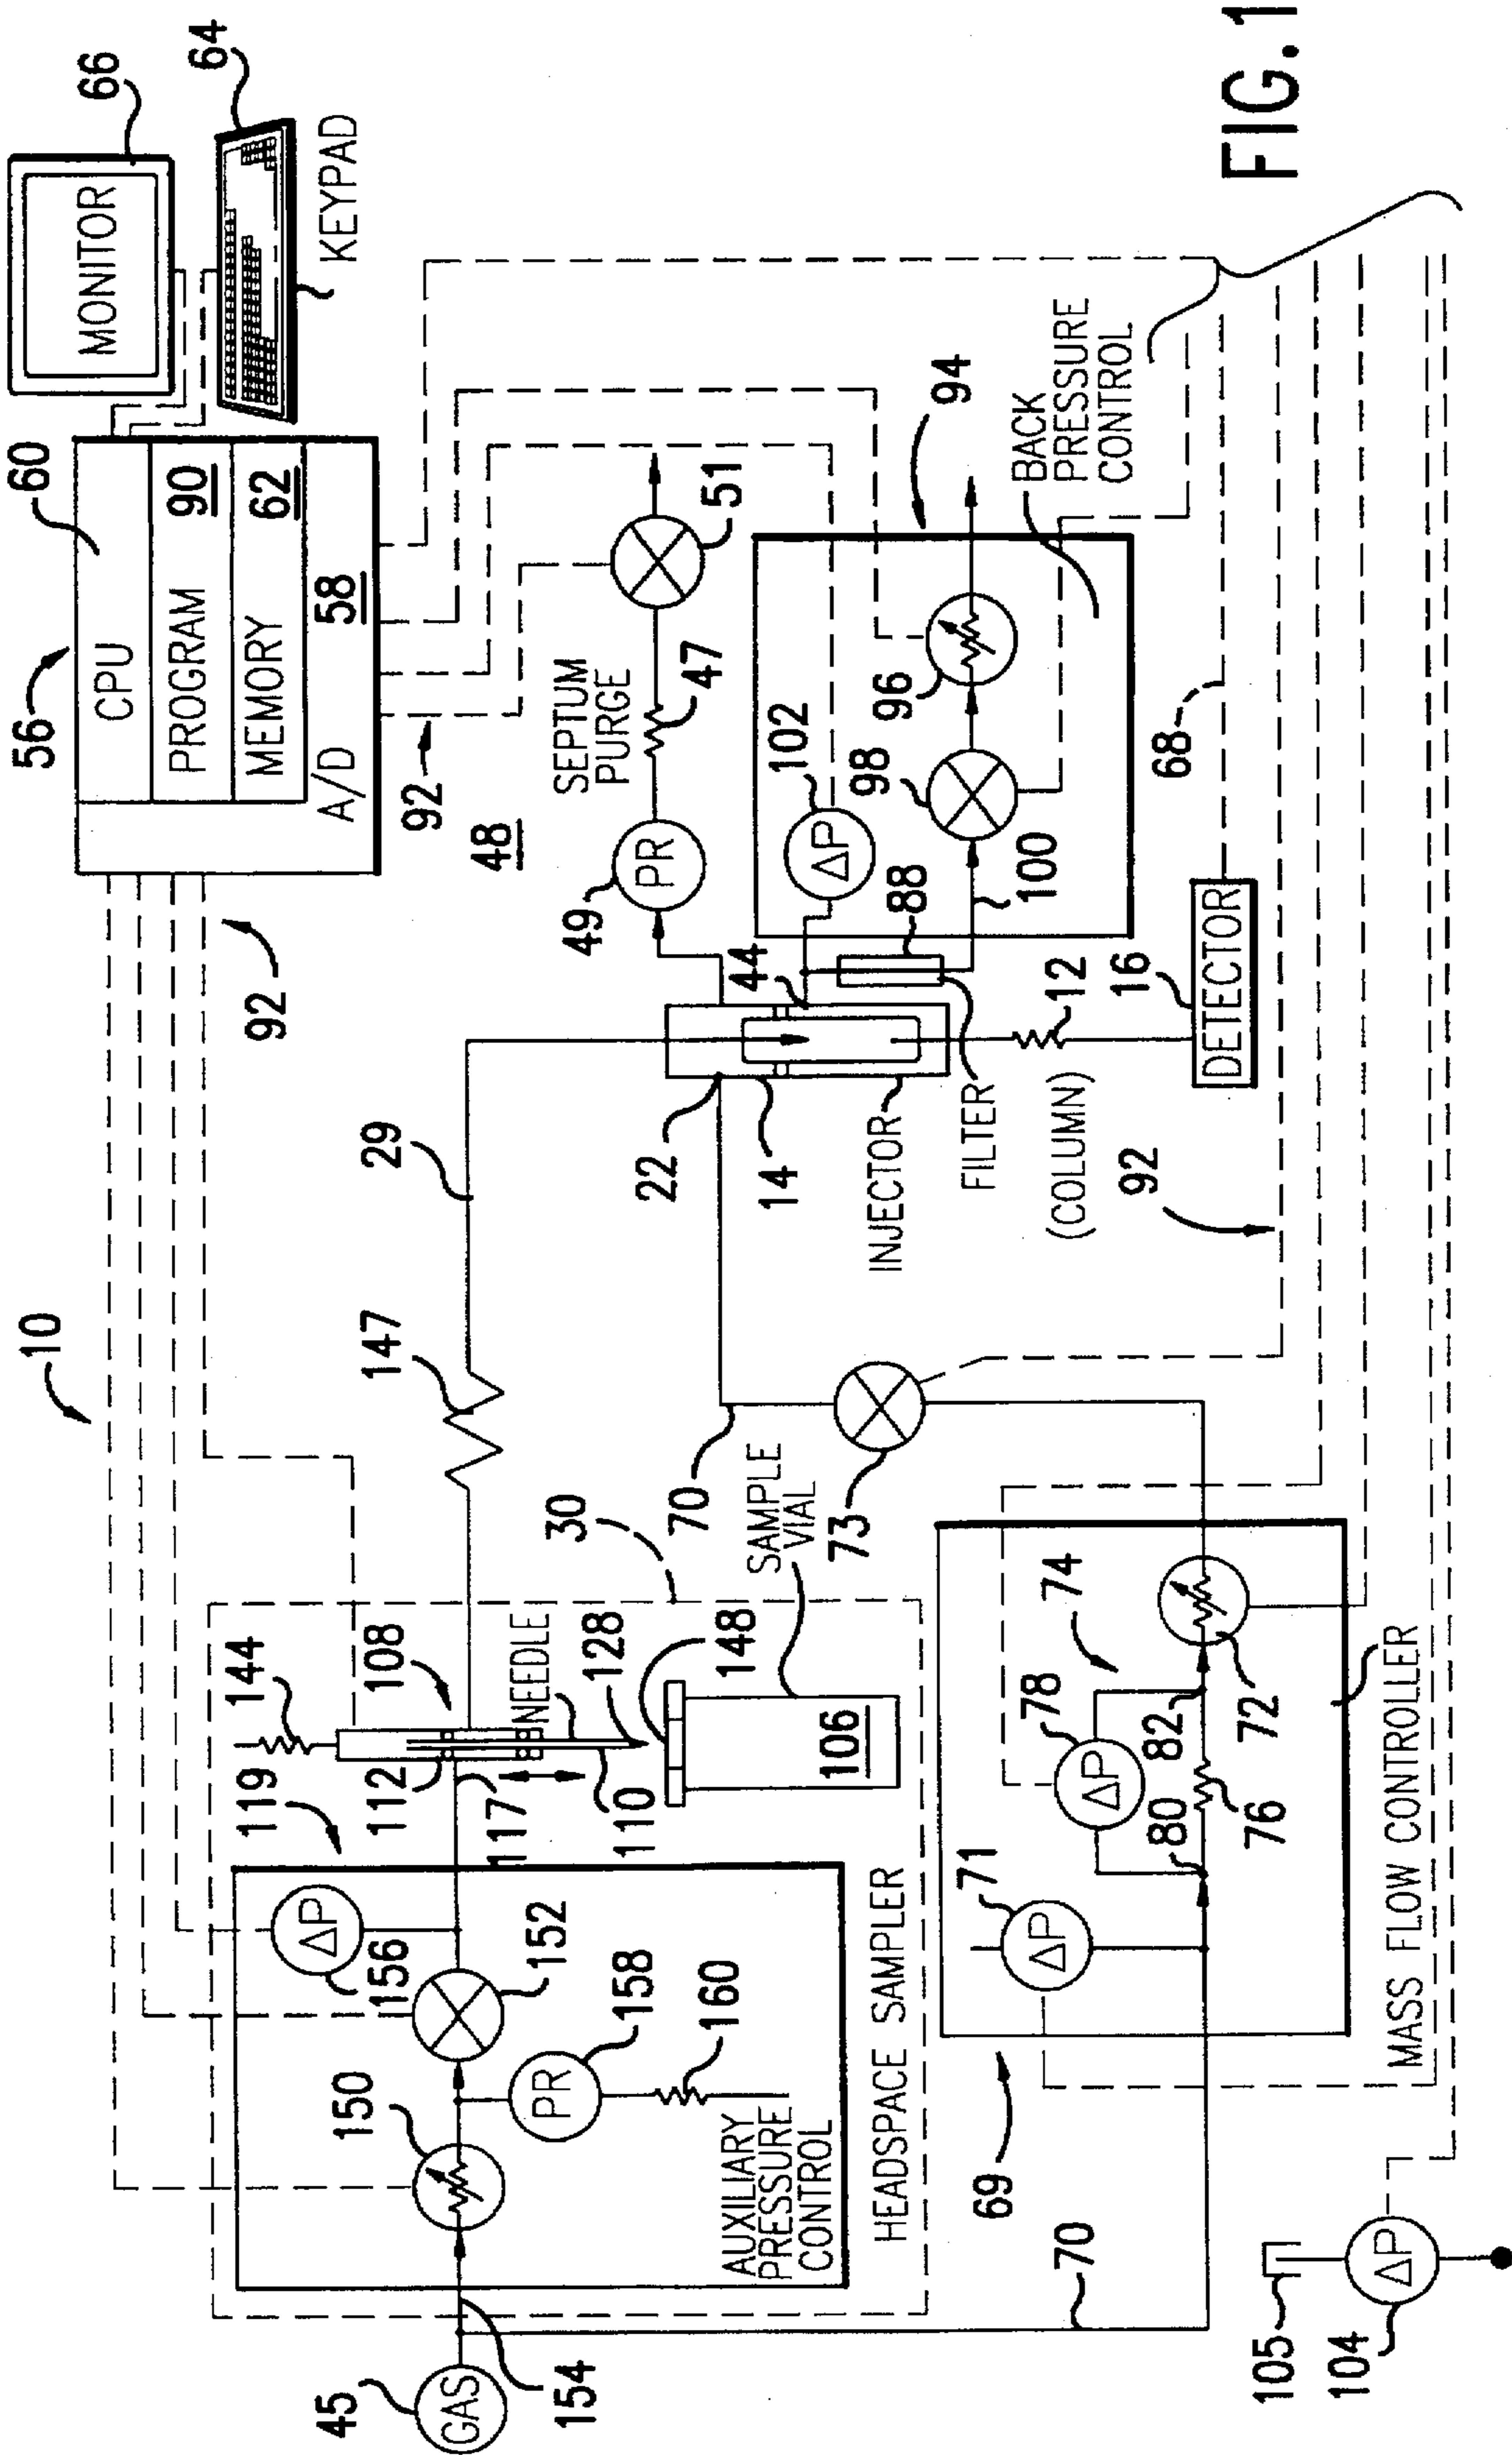 10
56
60
CPU
MONITOR
66
PROGRAM
90
MEMORY
62
64
A/D
58
KEYPAD
92
92
48
147
29
144
119
108
30
49
PR
SEPTUM
PURGE
47
51
112
117
NEEDLE
110
128
148
150
156
ΔP
152
45
GAS
154
PR
158
160
AUXILIARY
PRESSURE
CONTROL
106
SAMPLE
VIAL
70
22
14
44
102
ΔP
94
98
96
88
100
BACK
PRESSURE
CONTROL
HEADSPACE SAMPLER
73
INJECTOR
FILTER
12
(COLUMN)
16
DETECTOR
68
92
69
71
ΔP
78
ΔP
74
80
82
76
72
MASS FLOW CONTROLLER
70
105
104
ΔP
FIG.1